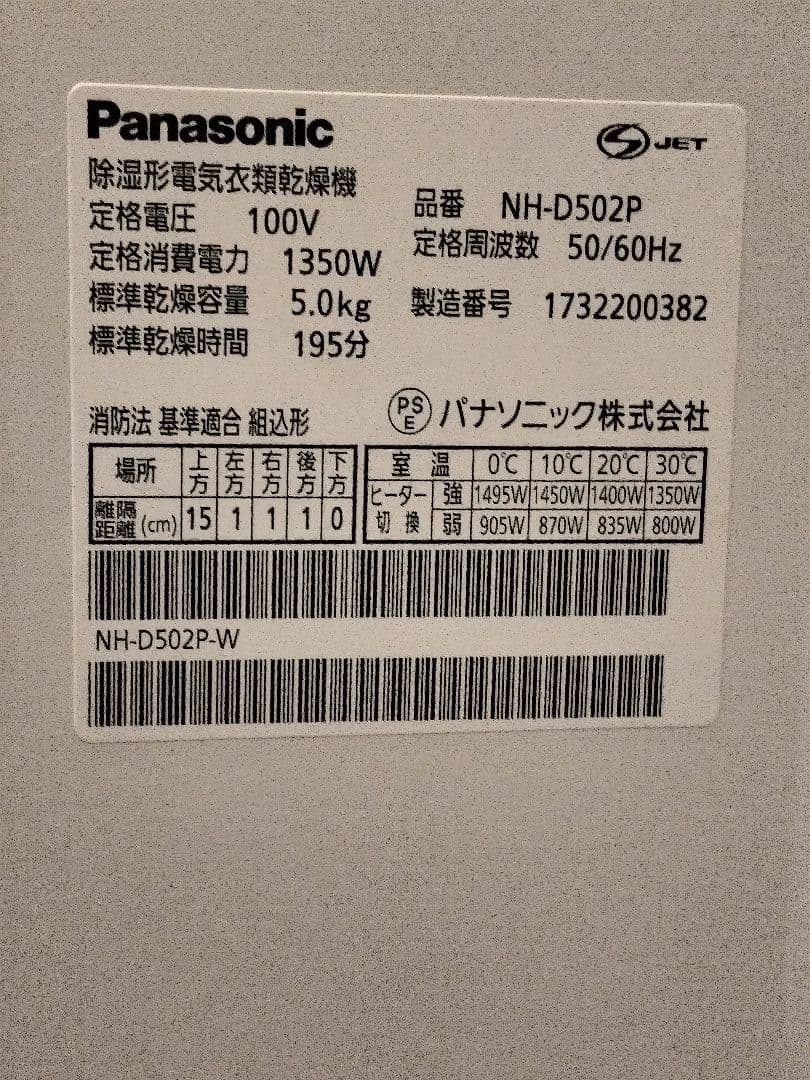 Panasonic
JET
除湿形電気衣類乾燥機
定格電圧 100V
品番 NH-D502P
定格消費電力 1350W
定格周波数 50/60Hz
標準乾燥容量 5.0kg
製造番号 1732200382
標準乾燥時間 195分
消防法 基準適合 組込形
PS E パナソニック株式会社
場所 上方 左方 右方 後方 下方
離隔距離(cm) 15 1 1 1 0
室温 0℃ 10℃ 20℃ 30℃
ヒーター切換 強 1495W 1450W 1400W 1350W
弱 905W 870W 835W 800W
NH-D502P-W